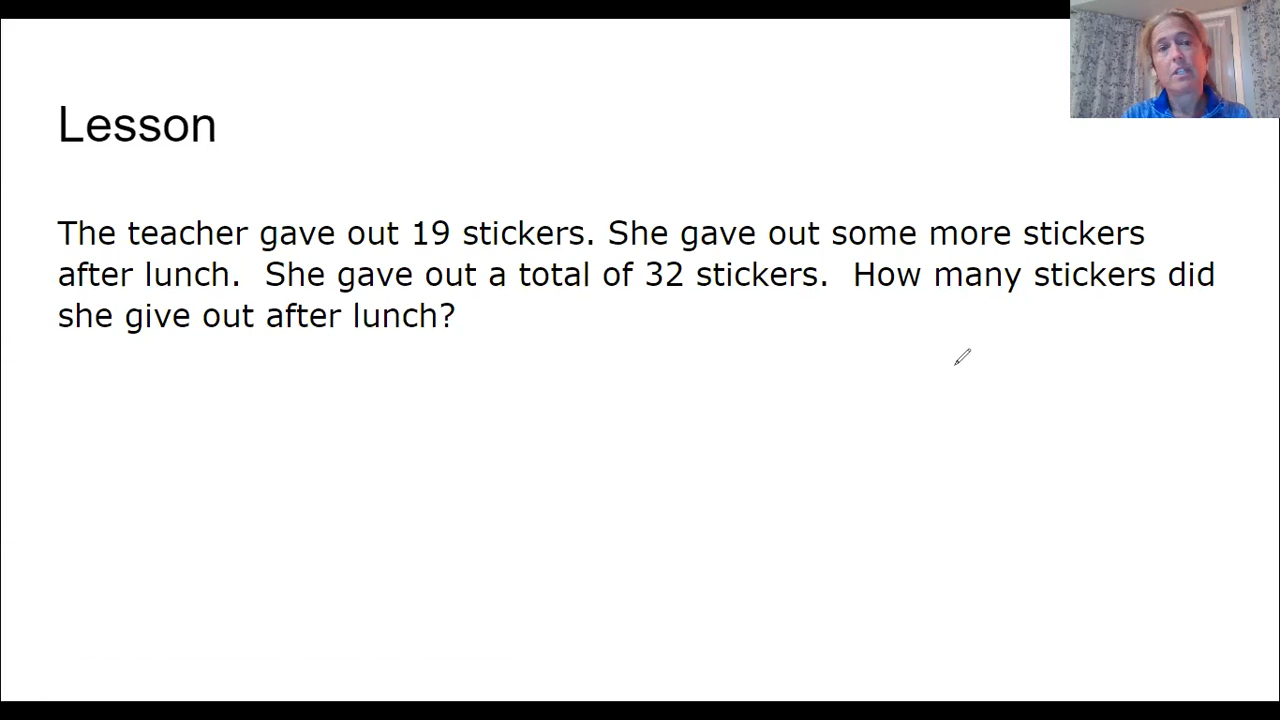 Lesson
The teacher gave out 19 stickers. She gave out some more stickers
after lunch.  She gave out a total of 32 stickers.  How many stickers did
she give out after lunch?